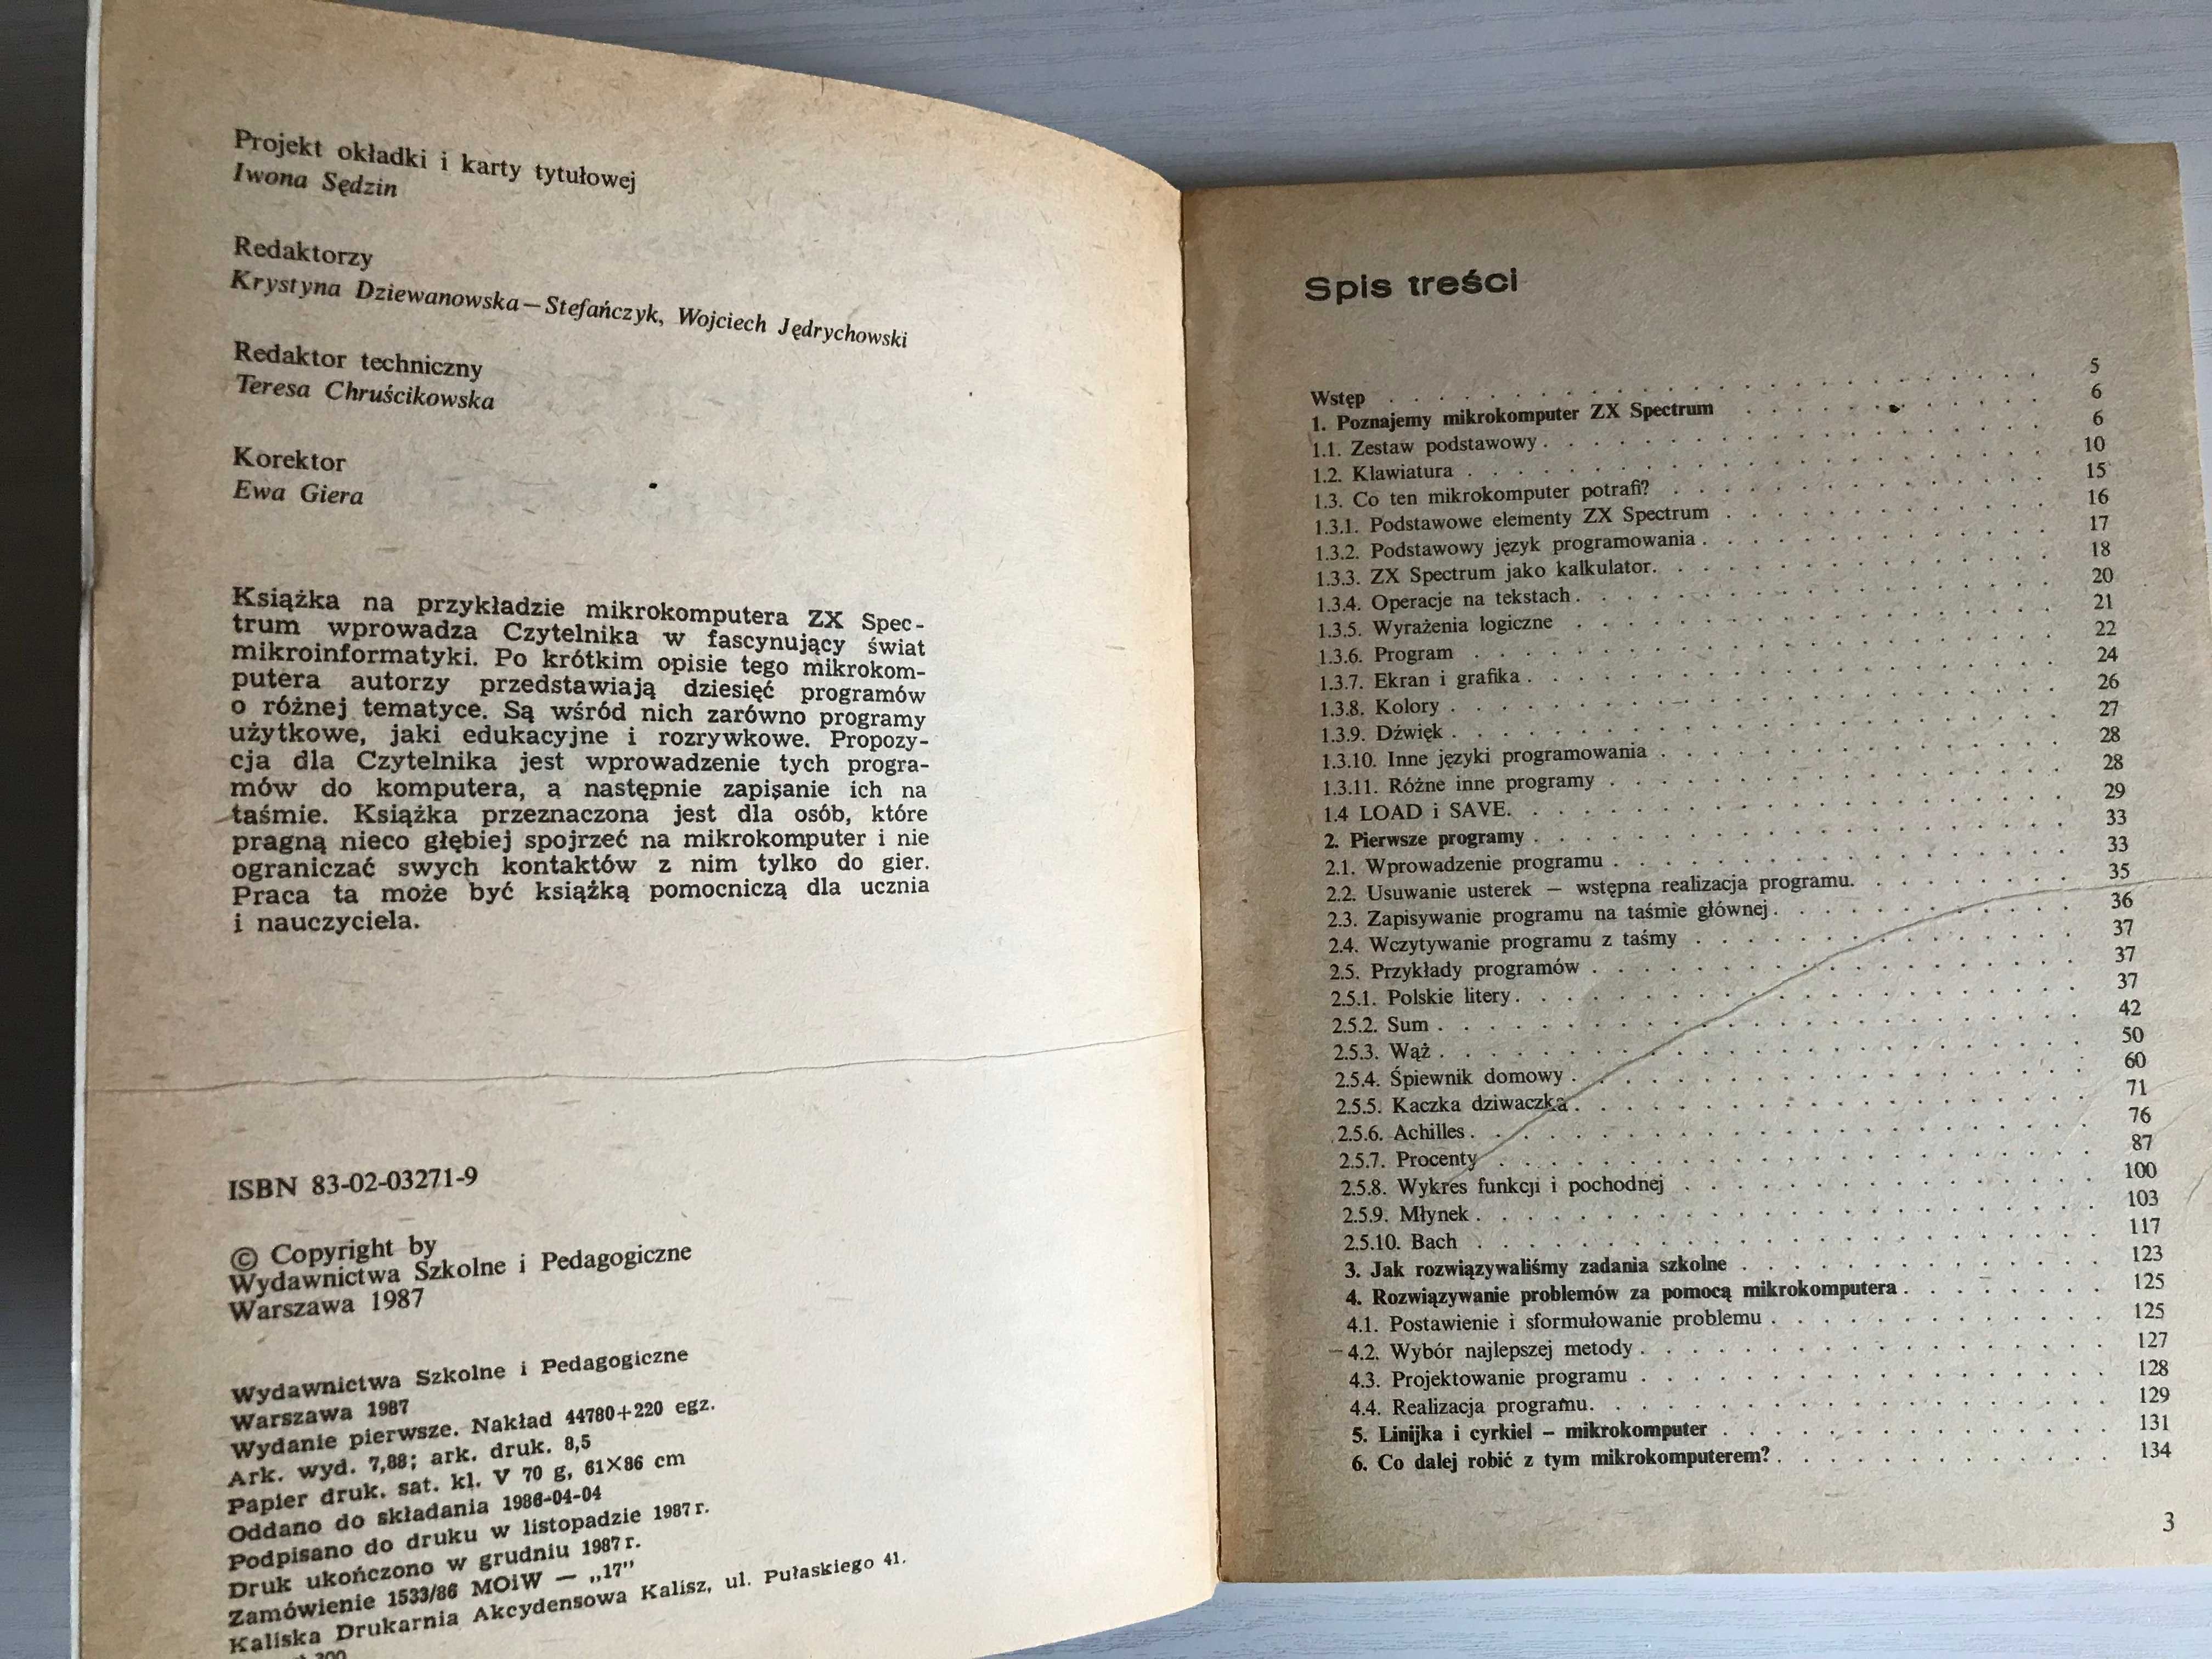 Projekt okładki i karty tytułowej
Iwona Sędzin
Redaktorzy
Krystyna Dziewanowska—Stefańczyk, Wojciech Jędrychowski
Redaktor techniczny
Teresa Chruścikowska
Korektor
Ewa Giera
Książka na przykładzie mikrokomputera ZX Spec-
trum wprowadza Czytelnika w fascynujący świat
mikroinformatyki. Po krótkim opisie tego mikrokom-
putera autorzy przedstawiają dziesięć programów
o różnej tematyce. Są wśród nich zarówno programy
użytkowe, jaki edukacyjne i rozrywkowe. Propozy-
cja dla Czytelnika jest wprowadzenie tych progra-
mów do komputera, a następnie zapisanie ich na
taśmie. Książka przeznaczona jest dla osób, które
pragną nieco głębiej spojrzeć na mikrokomputer i nie
ograniczać swych kontaktów z nim tylko do gier.
Praca ta może być książką pomocniczą dla ucznia
i nauczyciela.
ISBN 83-02-03271-9
© Copyright by
Wydawnictwa Szkolne i Pedagogiczne
Warszawa 1987
Wydawnictwa Szkolne i Pedagogiczne
Warszawa 1987
Wydanie pierwsze. Nakład 44780+220 egz.
Ark. wyd. 7,88; ark. druk. 8,5
Papier druk. sat. kl. V 70 g, 61×86 cm
Oddano do składania 1986-04-04
Podpisano do druku w listopadzie 1987 r.
Druk ukończono w grudniu 1987 r.
Zamówienie 1533/86 MOiW — „17”
Kaliska Drukarnia Akcydensowa Kalisz, ul. Pułaskiego 41.
Spis treści
Wstęp 5
1. Poznajemy mikrokomputer ZX Spectrum 6
1.1. Zestaw podstawowy 6
1.2. Klawiatura 10
1.3. Co ten mikrokomputer potrafi? 15
1.3.1. Podstawowe elementy ZX Spectrum 16
1.3.2. Podstawowy język programowania 17
1.3.3. ZX Spectrum jako kalkulator 18
1.3.4. Operacje na tekstach 20
1.3.5. Wyrażenia logiczne 21
1.3.6. Program 22
1.3.7. Ekran i grafika 24
1.3.8. Kolory 26
1.3.9. Dźwięk 27
1.3.10. Inne języki programowania 28
1.3.11. Różne inne programy 28
1.4 LOAD i SAVE 29
2. Pierwsze programy 33
2.1. Wprowadzenie programu 33
2.2. Usuwanie usterek — wstępna realizacja programu 35
2.3. Zapisywanie programu na taśmie głównej 36
2.4. Wczytywanie programu z taśmy 37
2.5. Przykłady programów 37
2.5.1. Polskie litery 37
2.5.2. Sum 42
2.5.3. Wąż 50
2.5.4. Śpiewnik domowy 60
2.5.5. Kaczka dziwaczka 71
2.5.6. Achilles 76
2.5.7. Procenty 87
2.5.8. Wykres funkcji i pochodnej 100
2.5.9. Młynek 103
2.5.10. Bach 117
3. Jak rozwiązywaliśmy zadania szkolne 123
4. Rozwiązywanie problemów za pomocą mikrokomputera 125
4.1. Postawienie i sformułowanie problemu 125
4.2. Wybór najlepszej metody 127
4.3. Projektowanie programu 128
4.4. Realizacja programu 129
5. Linijka i cyrkiel – mikrokomputer 131
6. Co dalej robić z tym mikrokomputerem? 134
3